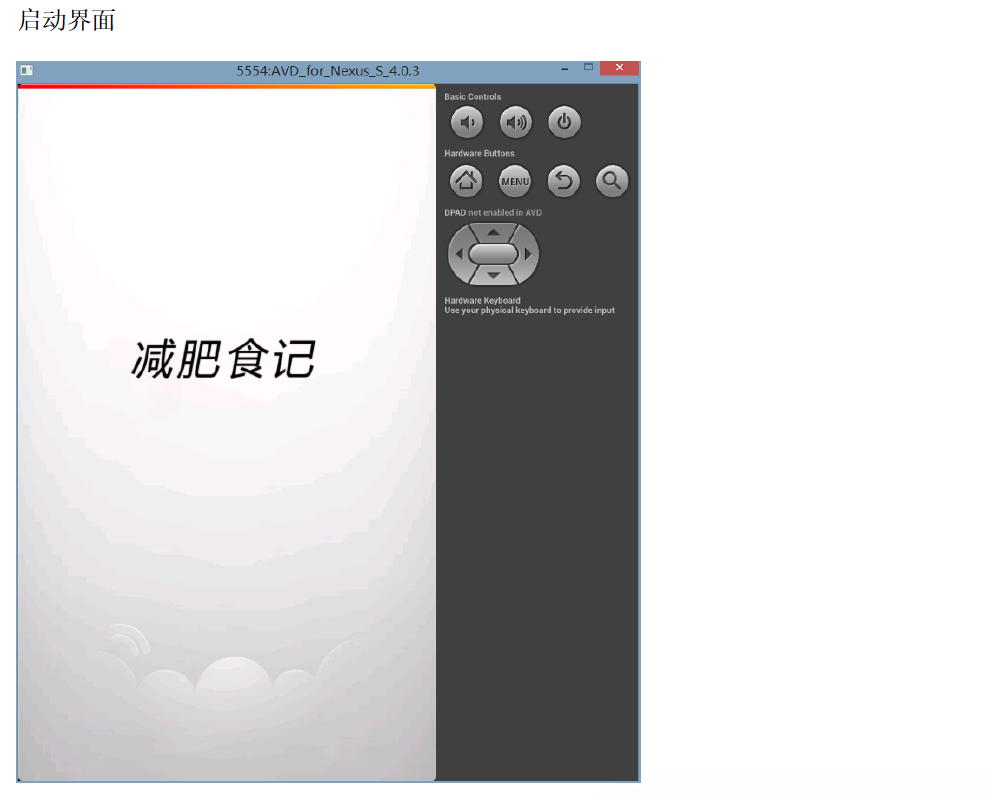 启动界面
5554:AVD_for_Nexus_S_4.0.3
减肥食记
Basic Controls
Hardware Buttons
MENU
DPAD not enabled in AVD
Hardware Keyboard
Use your physical keyboard to provide input